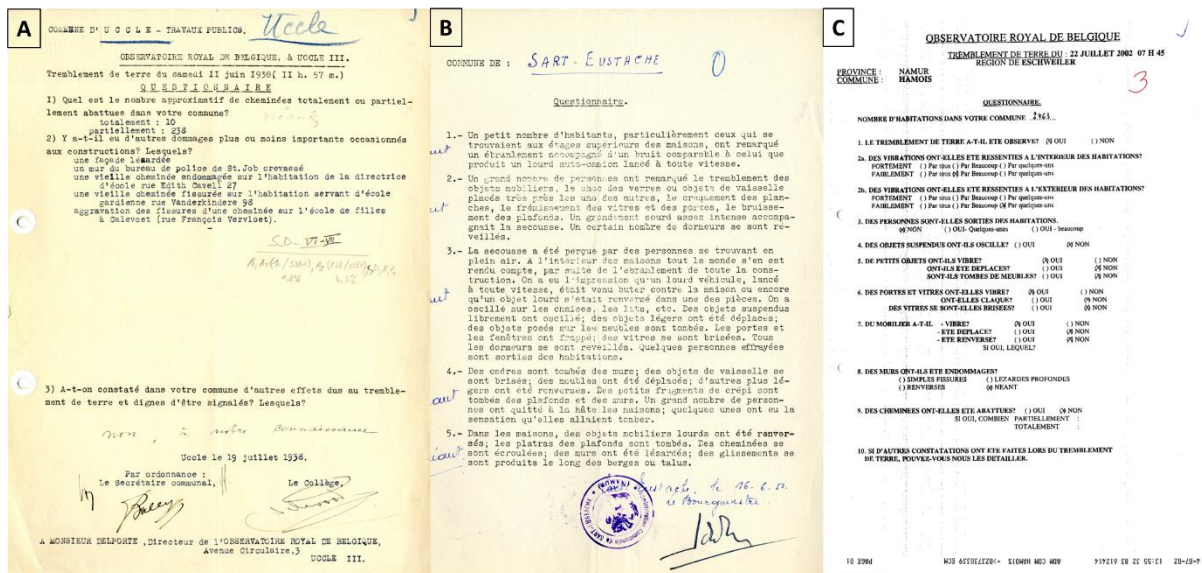 A
COMMUNE D'UCCLE - TRAVAUX PUBLICS.
Uccle
OBSERVATOIRE ROYAL DE BELGIQUE, à UCCLE III.
Tremblement de terre du samedi II juin 1938( II h. 57 m.)
QUESTIONNAIRE
I) Quel est le nombre approximatif de cheminées totalement ou partiel-
lement abattues dans votre commune?
totalement : 10
partiellement : 238
2) Y a-t-il eu d'autres dommages plus ou moins importants occasionnés
aux constructions? Lesquels?
une façade lézardée
un mur du bureau de police de St.Job crevassé
une vieille cheminée endommagée sur l'habitation de la directrice
d'école rue Edith Cavell 27
une vieille cheminée fissurée sur l'habitation servant d'école
gardienne rue Vanderkindere 98
aggravation des fissures d'une cheminée sur l'école de filles
à Calevoet (rue François Vervloet).
3) A-t-on constaté dans votre commune d'autres effets dus au tremble-
ment de terre et dignes d'être signalés? Lesquels?
non, à notre connaissance
Uccle le 19 juillet 1938.
Par ordonnance :
Le Secrétaire communal,
Le Collège,
A MONSIEUR DELPORTE ,Directeur de l'OBSERVATOIRE ROYAL DE BELGIQUE,
Avenue Circulaire,3
UCCLE III.
B
COMMUNE DE : SART-EUSTACHE
0
Questionnaire.
1.- Un petit nombre d'habitants, particulièrement ceux qui se
trouvaient aux étages supérieurs des maisons, ont remarqué
un ébranlement accompagné d'un bruit comparable à celui que
produit un lourd auto-camion lancé à toute vitesse.
2.- Un grand nombre de personnes ont remarqué le tremblement des
objets mobiliers, le choc des verres ou objets de vaisselle
placés très près les uns des autres, le craquement des plan-
ches, le frémissement des vitres et des portes, le bruisse-
ment des plafonds. Un grondement sourd assez intense accompa-
gnait la secousse. Un certain nombre de dormeurs se sont ré-
veillés.
3.- La secousse a été perçue par des personnes se trouvant en
plein air. A l'intérieur des maisons tout le monde s'en est
rendu compte, par suite de l'ébranlement de toute la cons-
truction. On a eu l'impression qu'un lourd véhicule, lancé
à toute vitesse, était venu buter contre la maison ou encore
qu'un objet lourd s'était renversé dans une des pièces. On a
oscillé sur les chaises, les lits, etc. Des objets suspendus
librement ont oscillé; des objets légers ont été déplacés;
des objets posés sur les meubles sont tombés. Les portes et
les fenêtres ont frappé; des vitres se sont brisées. Tous
les dormeurs se sont réveillés. Quelques personnes effrayées
sont sorties des habitations.
4.- Des cadres sont tombés des murs; des objets de vaisselle se
sont brisés; des meubles ont été déplacés; d'autres plus lé-
gers ont été renversés. Des petits fragments de crépi sont
tombés des plafonds et des murs. Un grand nombre de person-
nes ont quitté à la hâte les maisons; quelques unes ont eu la
sensation qu'elles allaient tomber.
5.- Dans les maisons, des objets mobiliers lourds ont été renver-
sés; les platras des plafonds sont tombés. Des cheminées se
sont écroulées; des murs ont été lézardés; des glissements se
sont produits le long des berges ou talus.
le Bourgmestre
C
OBSERVATOIRE ROYAL DE BELGIQUE
TREMBLEMENT DE TERRE DU : 22 JUILLET 2002 07 H 45
REGION DE ESCHWEILER
PROVINCE : NAMUR
COMMUNE : HAMOIS
3
QUESTIONNAIRE.
NOMBRE D'HABITATIONS DANS VOTRE COMMUNE 2463
1. LE TREMBLEMENT DE TERRE A-T-IL ETE OBSERVE? (X) OUI ( ) NON
2a. DES VIBRATIONS ONT-ELLES ETE RESSENTIES A L'INTERIEUR DES HABITATIONS?
FORTEMENT ( ) Par tous ( ) Par Beaucoup ( ) Par quelques-uns
FAIBLEMENT ( ) Par tous (X) Par Beaucoup ( ) Par quelques-uns
2b. DES VIBRATIONS ONT-ELLES ETE RESSENTIES A L'EXTERIEUR DES HABITATIONS?
FORTEMENT ( ) Par tous ( ) Par Beaucoup ( ) Par quelques-uns
FAIBLEMENT ( ) Par tous ( ) Par Beaucoup (X) Par quelques-uns
3. DES PERSONNES SONT-ELLES SORTIES DES HABITATIONS.
(X) NON ( ) OUI- Quelques-unes ( ) OUI - beaucoup
4. DES OBJETS SUSPENDUS ONT-ILS OSCILLE? ( ) OUI (X) NON
5. DE PETITS OBJETS ONT-ILS VIBRE? (X) OUI ( ) NON
ONT-ILS ETE DEPLACES? ( ) OUI (X) NON
SONT-ILS TOMBES DE MEUBLES? ( ) OUI (X) NON
6. DES PORTES ET VITRES ONT-ELLES VIBRE? (X) OUI ( ) NON
ONT-ELLES CLAQUE? ( ) OUI (X) NON
DES VITRES SE SONT-ELLES BRISEES? ( ) OUI (X) NON
7. DU MOBILIER A-T-IL - VIBRE? (X) OUI ( ) NON
- ETE DEPLACE? ( ) OUI (X) NON
- ETE RENVERSE? ( ) OUI (X) NON
SI OUI, LEQUEL?
8. DES MURS ONT-ILS ETE ENDOMMAGES?
( ) SIMPLES FISSURES ( ) LEZARDES PROFONDES
( ) RENVERSES (X) NEANT
9. DES CHEMINEES ONT-ELLES ETE ABATTUES? ( ) OUI (X) NON
SI OUI, COMBIEN PARTIELLEMENT :
TOTALEMENT :
10. SI D'AUTRES CONSTATATIONS ONT ETE FAITES LORS DU TREMBLEMENT
DE TERRE, POUVEZ-VOUS NOUS LES DETAILLER.
PAGE 01